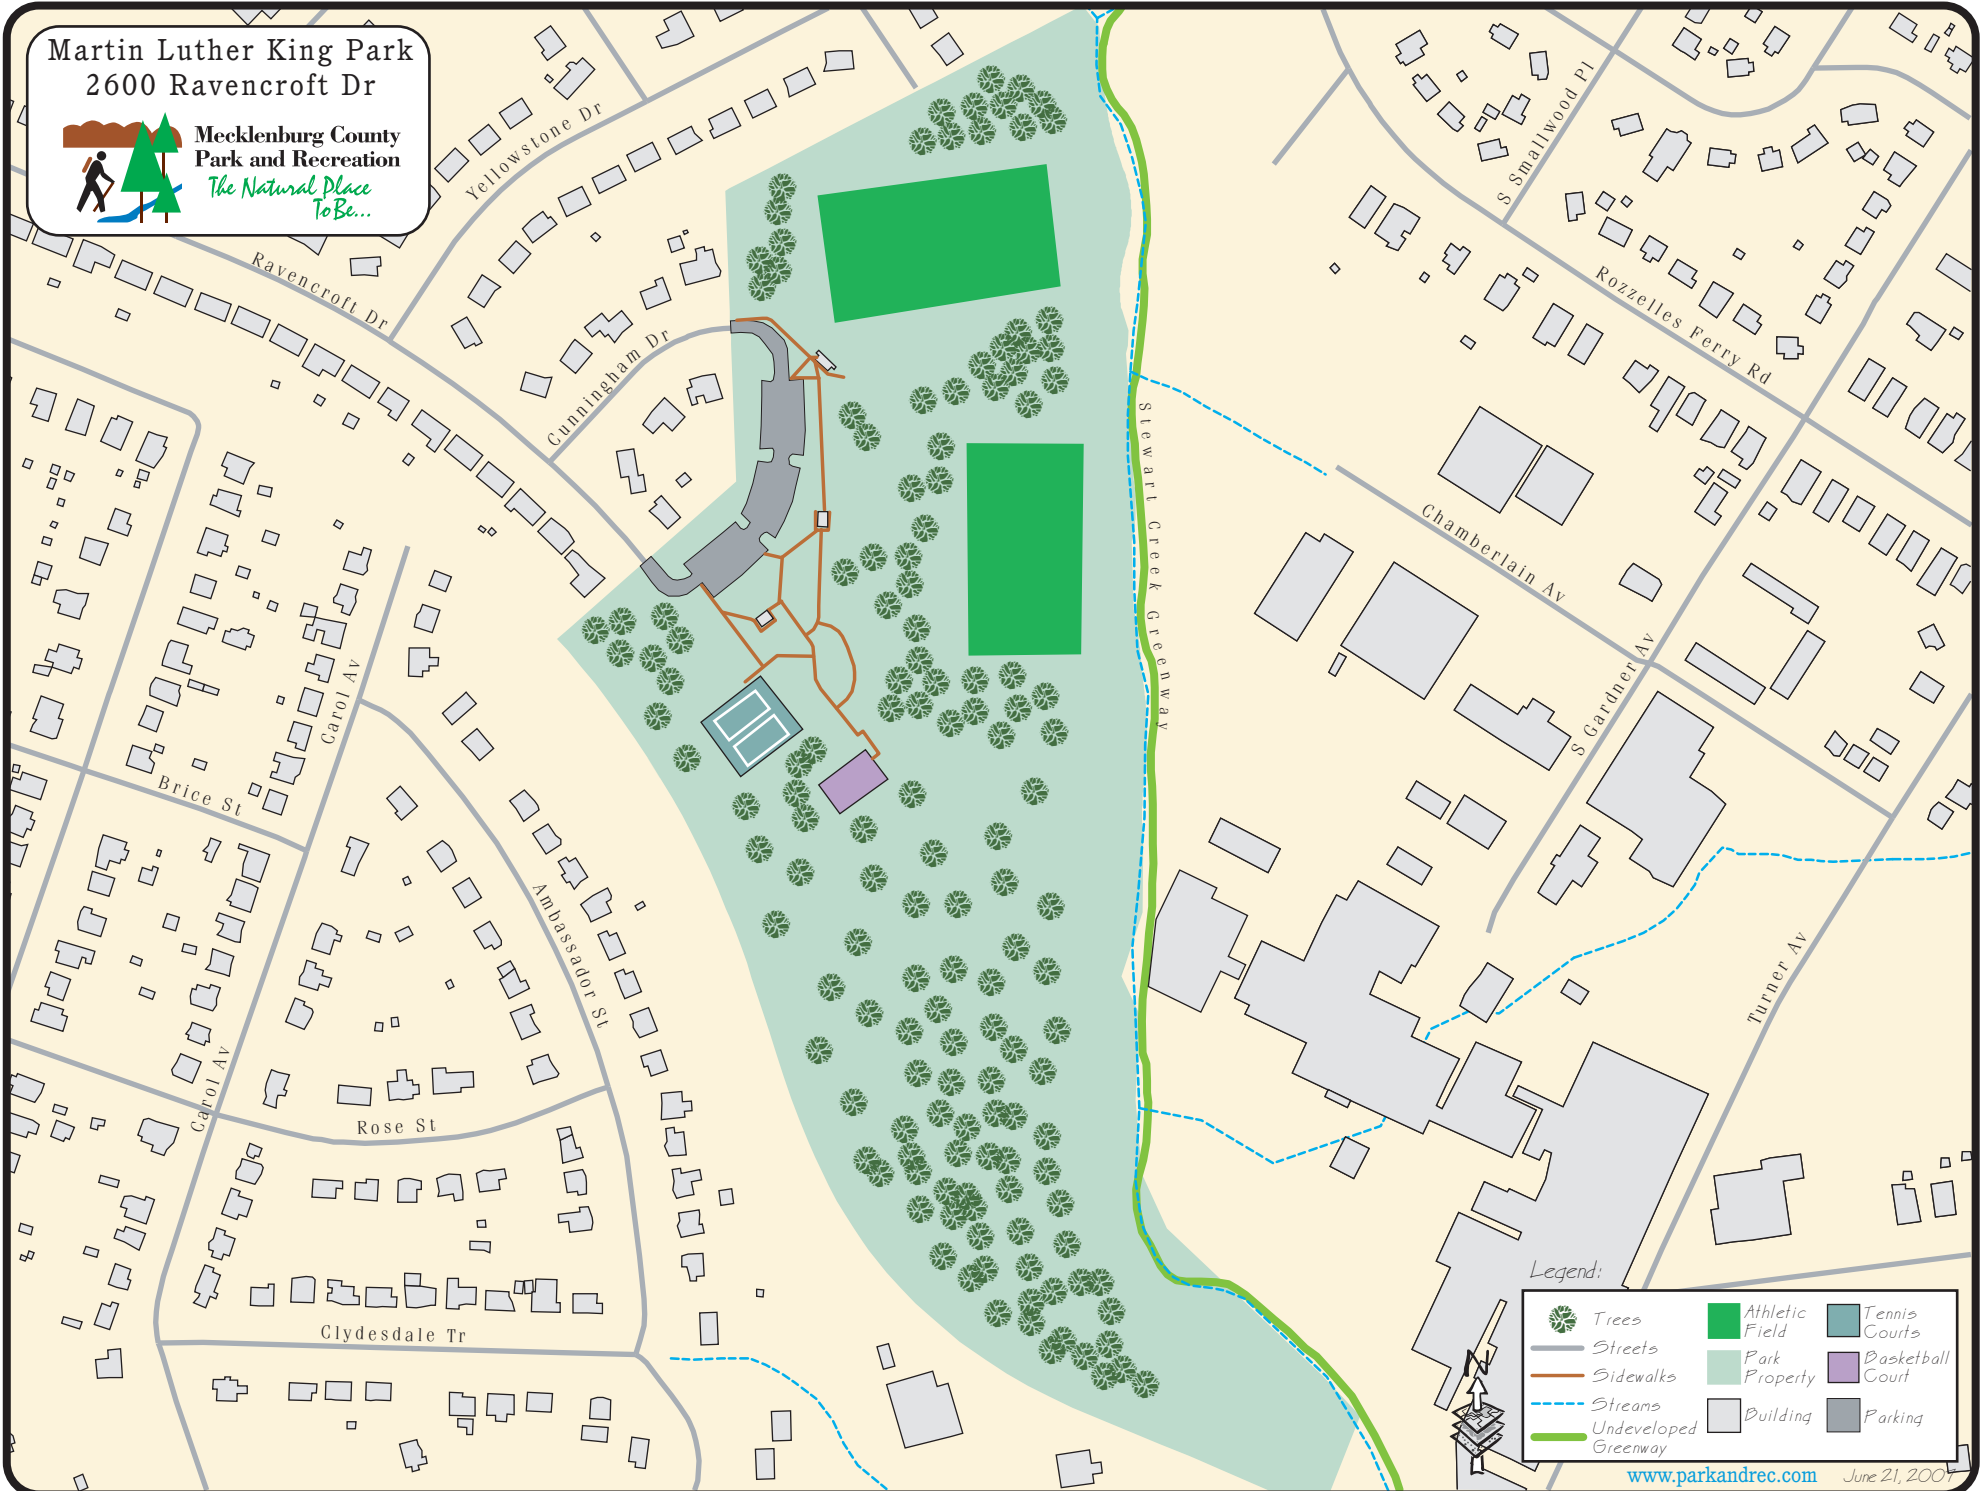 Martin Luther King Park
2600 Ravencroft Dr
Mecklenburg County
Park and Recreation
The Natural Place
To Be...
Yellowstone Dr
Ravencroft Dr
Cunningham Dr
S Smallwood Pl
Rozzelles Ferry Rd
Stewart Creek Greenway
Chamberlain Av
S Gardner Av
Carol Av
Brice St
Ambassador St
Turner Av
Carol Av
Rose St
Clydesdale Tr
Legend:
Trees
Streets
Sidewalks
Streams
Undeveloped
Greenway
Athletic
Field
Park
Property
Building
Tennis
Courts
Basketball
Court
Parking
N
www.parkandrec.com
June 21, 2007